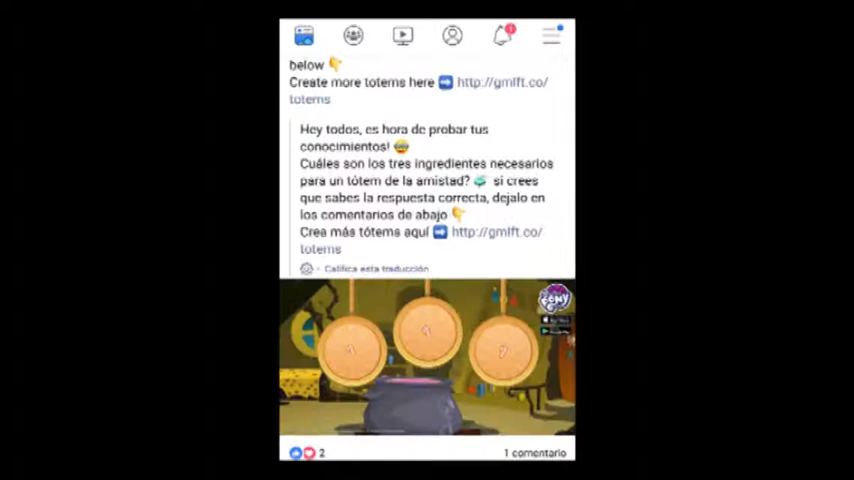 below 👇
Create more totems here ➡ http://gmlft.co/
totems
Hey todos, es hora de probar tus
conocimientos! 🤓
Cuáles son los tres ingredientes necesarios
para un tótem de la amistad? si crees
que sabes la respuesta correcta, dejalo en
los comentarios de abajo 👇
Crea más tótems aquí ➡ http://gmlft.co/
totems
· Califica esta traducción
PONY
2
1 comentario